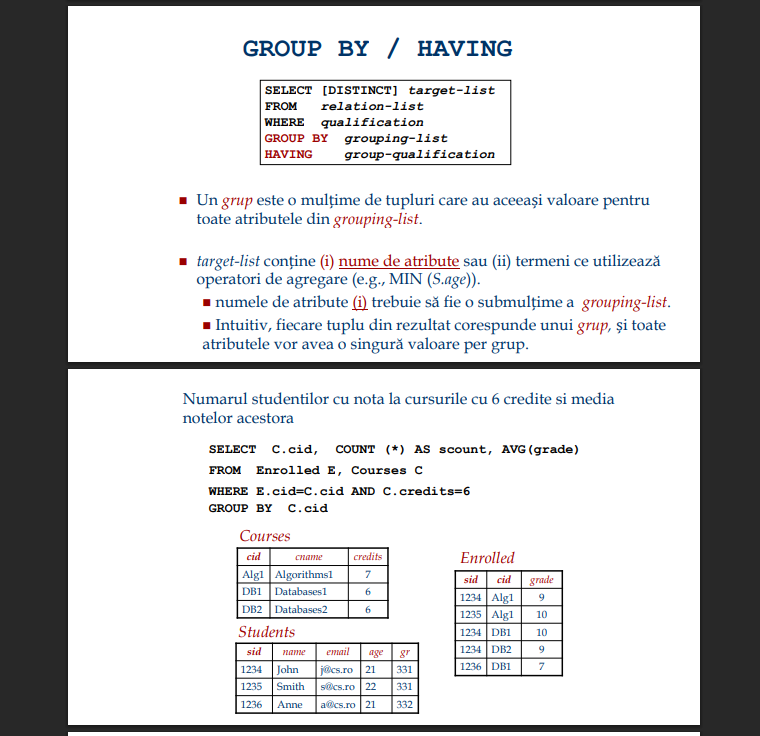 GROUP BY / HAVING
SELECT [DISTINCT] target-list
FROM relation-list
WHERE qualification
GROUP BY grouping-list
HAVING group-qualification
■ Un grup este o mulţime de tupluri care au aceeaşi valoare pentru
toate atributele din grouping-list.
■ target-list conţine (i) nume de atribute sau (ii) termeni ce utilizează
operatori de agregare (e.g., MIN (S.age)).
■ numele de atribute (i) trebuie să fie o submulţime a grouping-list.
■ Intuitiv, fiecare tuplu din rezultat corespunde unui grup, şi toate
atributele vor avea o singură valoare per grup.
Numarul studentilor cu nota la cursurile cu 6 credite si media
notelor acestora
SELECT C.cid, COUNT (*) AS scount, AVG(grade)
FROM Enrolled E, Courses C
WHERE E.cid=C.cid AND C.credits=6
GROUP BY C.cid
Courses
cid cname credits
Alg1 Algorithms1 7
DB1 Databases1 6
DB2 Databases2 6
Students
sid name email age gr
1234 John j@cs.ro 21 331
1235 Smith s@cs.ro 22 331
1236 Anne a@cs.ro 21 332
Enrolled
sid cid grade
1234 Alg1 9
1235 Alg1 10
1234 DB1 10
1234 DB2 9
1236 DB1 7